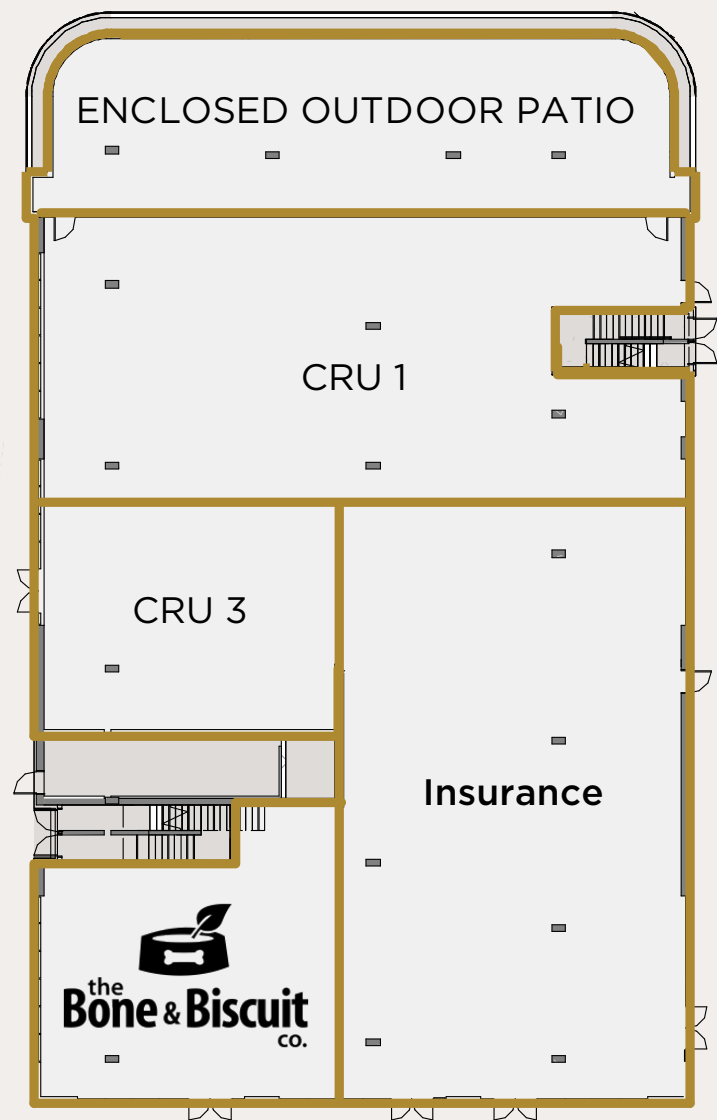 ENCLOSED OUTDOOR PATIO
CRU 1
CRU 3
Insurance
the
Bone & Biscuit
co.